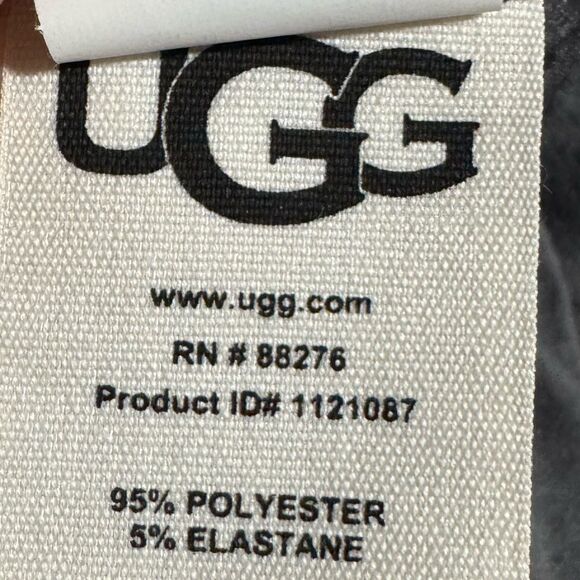 UGG
www.ugg.com
RN # 88276
Product ID# 1121087
95% POLYESTER
5% ELASTANE